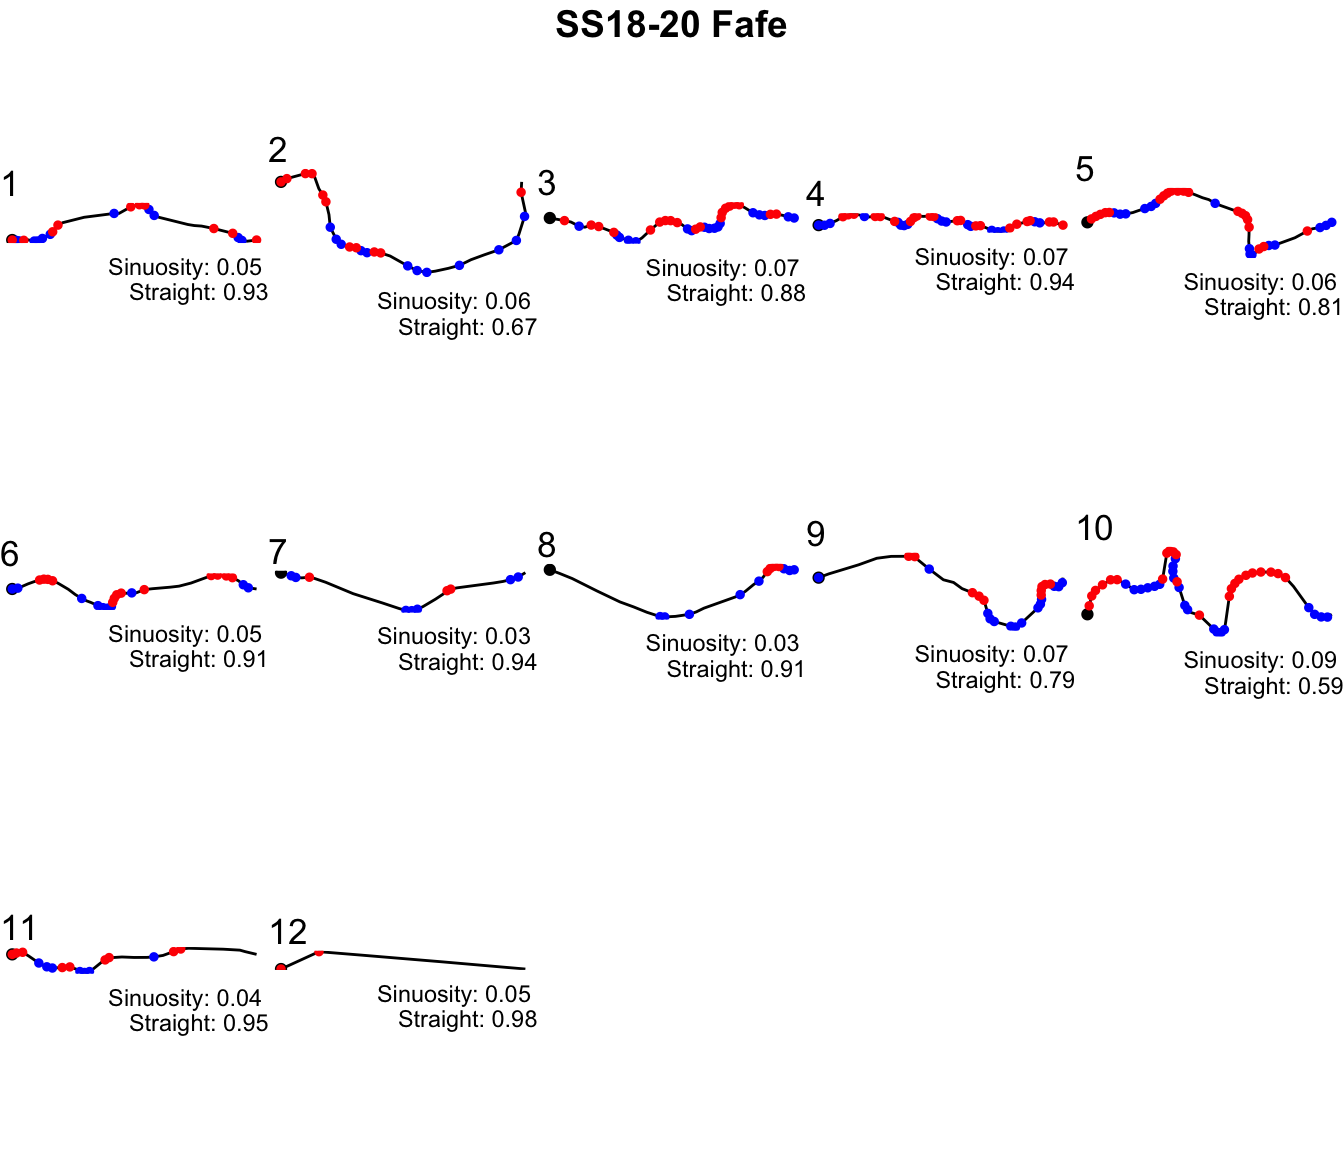 SS18-20 Fafe
1
Sinuosity: 0.05
Straight: 0.93
2
Sinuosity: 0.06
Straight: 0.67
3
Sinuosity: 0.07
Straight: 0.88
4
Sinuosity: 0.07
Straight: 0.94
5
Sinuosity: 0.06
Straight: 0.81
6
Sinuosity: 0.05
Straight: 0.91
7
Sinuosity: 0.03
Straight: 0.94
8
Sinuosity: 0.03
Straight: 0.91
9
Sinuosity: 0.07
Straight: 0.79
10
Sinuosity: 0.09
Straight: 0.59
11
Sinuosity: 0.04
Straight: 0.95
12
Sinuosity: 0.05
Straight: 0.98